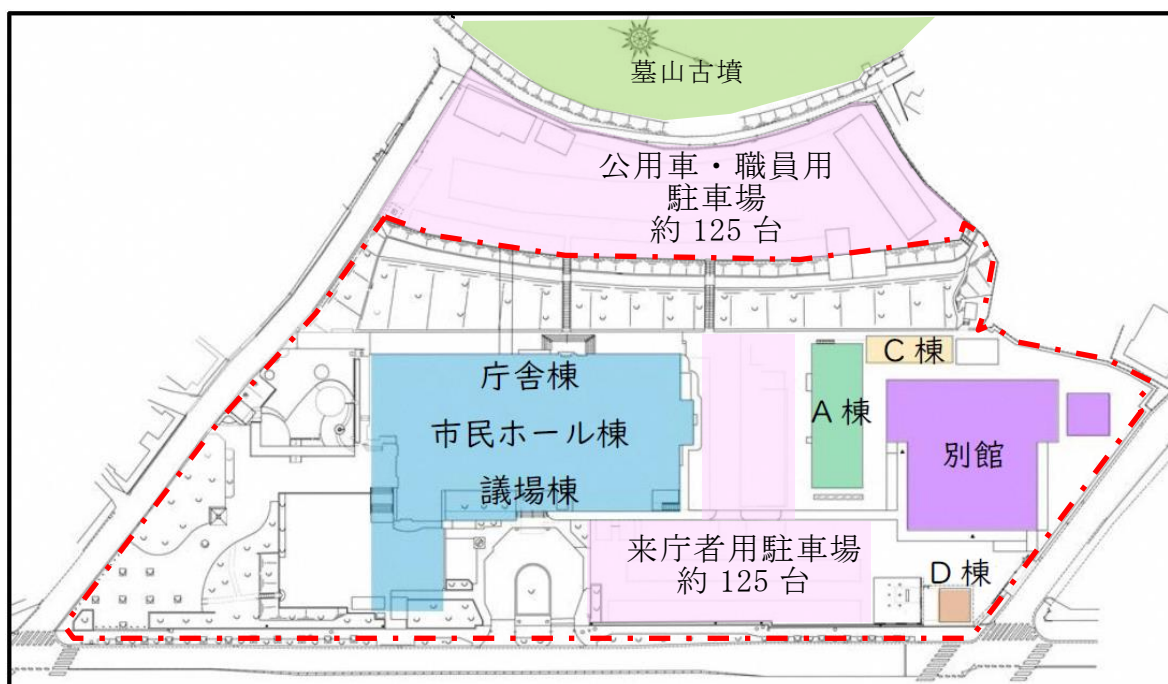 墓山古墳
公用車・職員用
駐車場
約 125 台
庁舎棟
市民ホール棟
議場棟
A 棟
C 棟
別館
来庁者用駐車場
約 125 台
D 棟